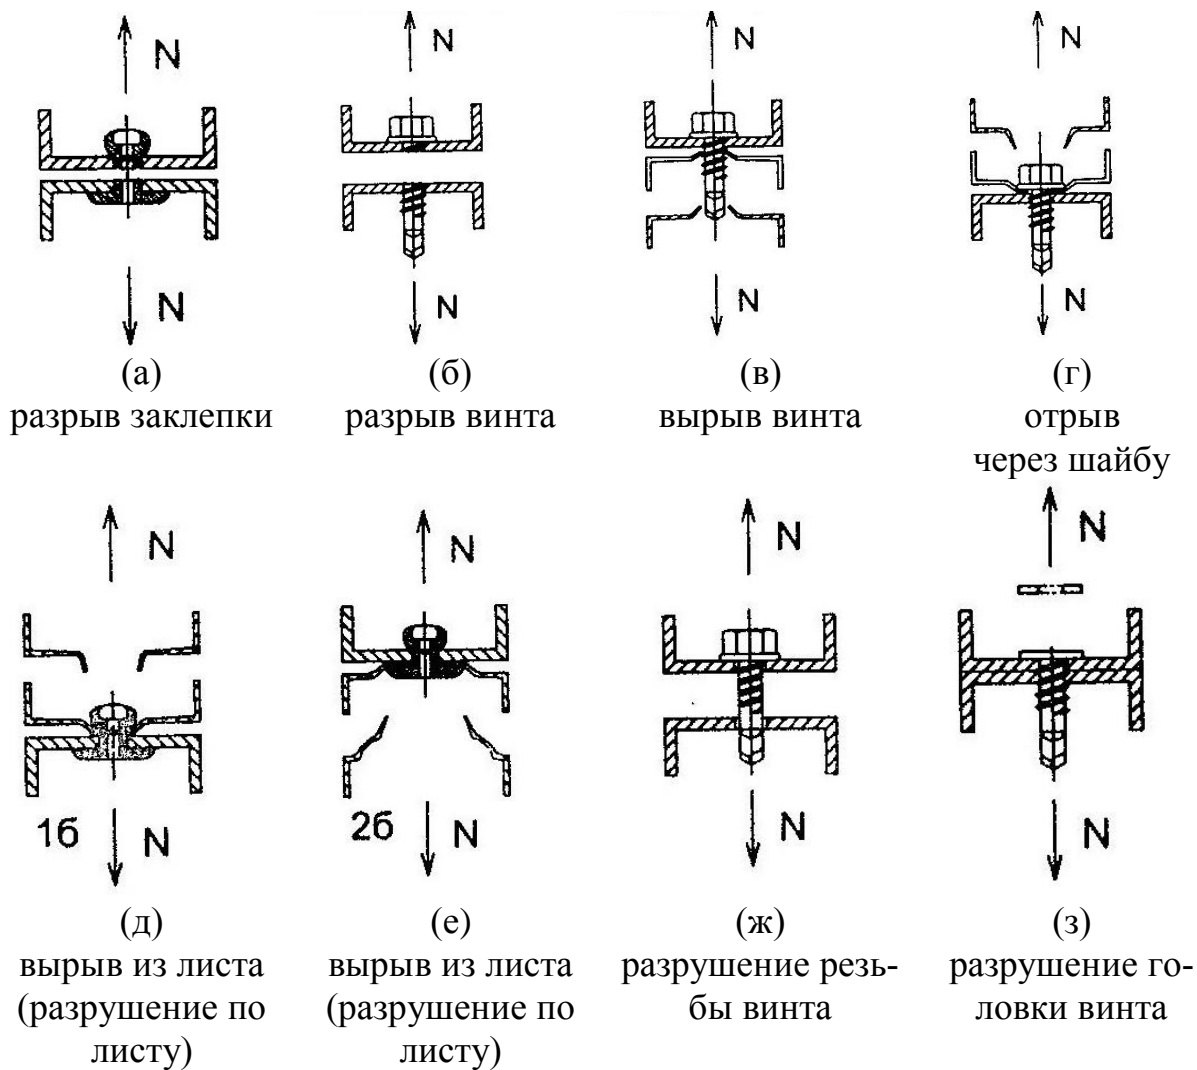 N N N N
N N N N
(а) (б) (в) (г)
разрыв заклепки разрыв винта вырыв винта отрыв
через шайбу
N N N N
1б N 2б N N N
(д) (е) (ж) (з)
вырыв из листа вырыв из листа разрушение резь- разрушение го-
(разрушение по (разрушение по бы винта ловки винта
листу) листу)